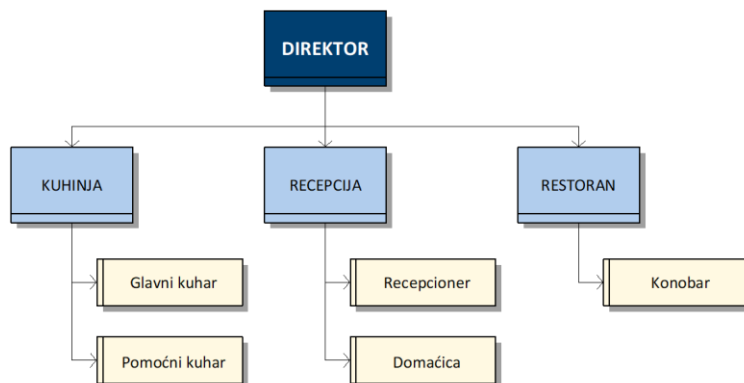 DIREKTOR
KUHINJA
RECEPCIJA
RESTORAN
Glavni kuhar
Recepcioner
Konobar
Pomoćni kuhar
Domaćica